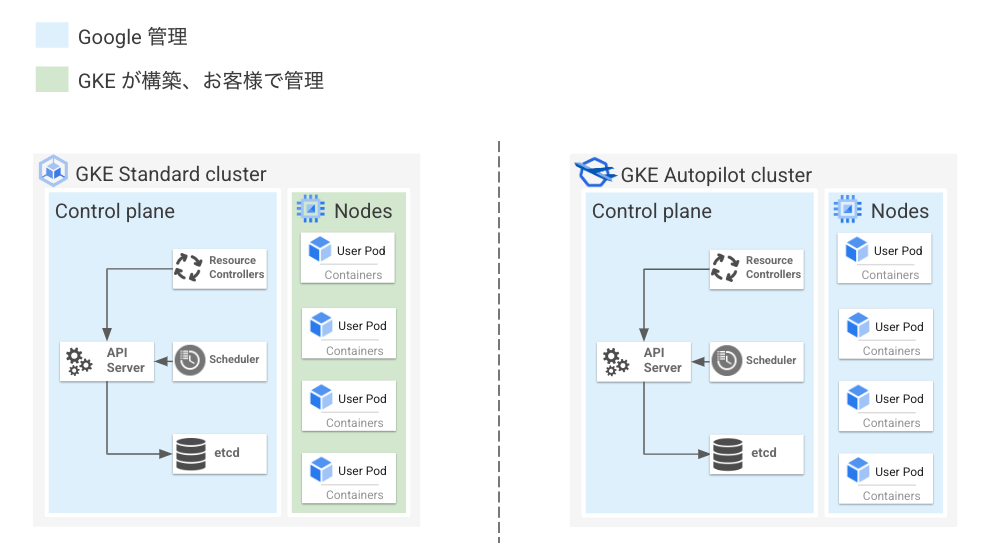 Google 管理
GKE が構築、お客様で管理
GKE Standard cluster
Control plane
Resource
Controllers
API
Server
Scheduler
etcd
Nodes
User Pod
Containers
User Pod
Containers
User Pod
Containers
User Pod
Containers
GKE Autopilot cluster
Control plane
Resource
Controllers
API
Server
Scheduler
etcd
Nodes
User Pod
Containers
User Pod
Containers
User Pod
Containers
User Pod
Containers